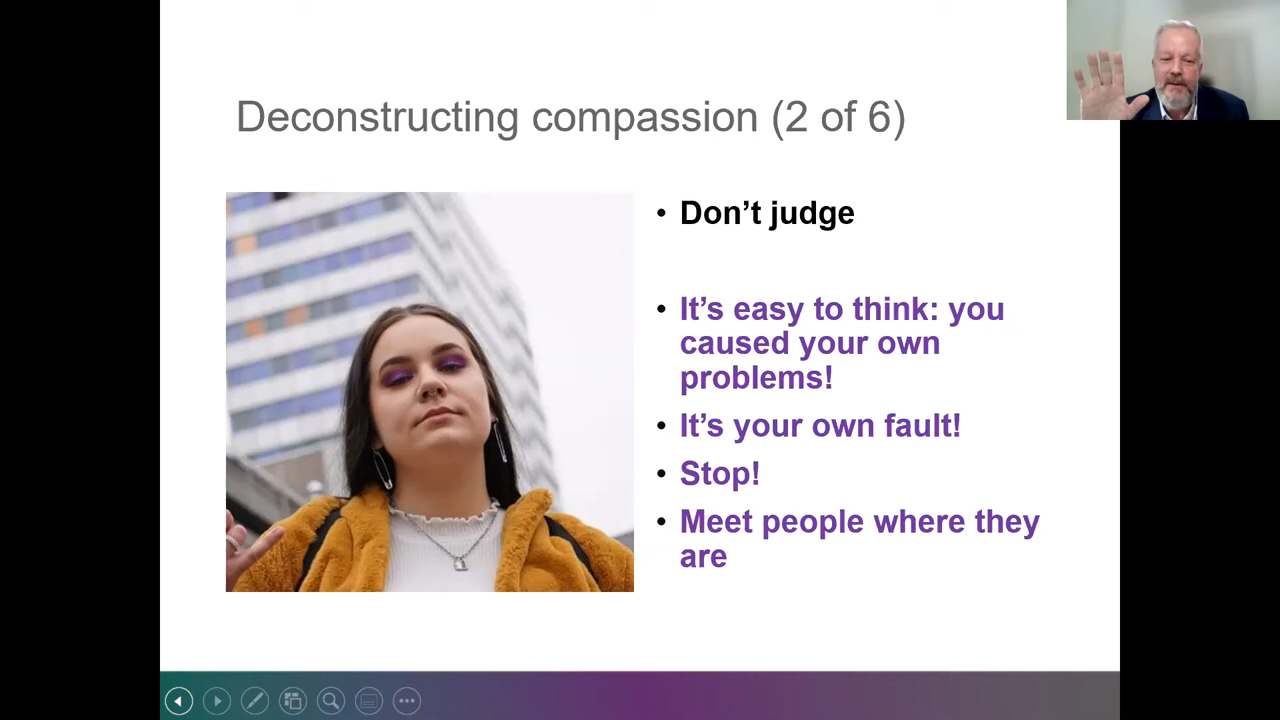 Deconstructing compassion (2 of 6)
• Don’t judge
• It’s easy to think: you
caused your own
problems!
• It’s your own fault!
• Stop!
• Meet people where they
are